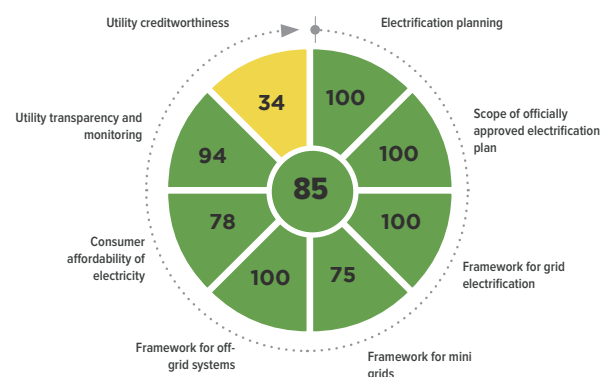 Utility creditworthiness
Electrification planning
34
100
Utility transparency and
monitoring
Scope of officially
approved electrification
plan
94
100
85
78
100
Consumer
affordability of
electricity
100
75
Framework for grid
electrification
Framework for off-
grid systems
Framework for mini
grids